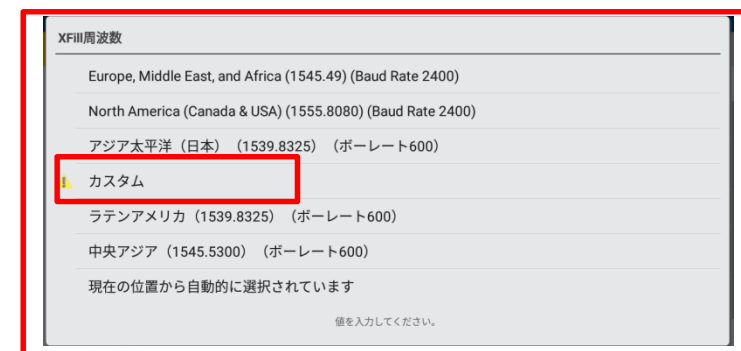 XFill周波数
Europe, Middle East, and Africa (1545.49) (Baud Rate 2400)
North America (Canada & USA) (1555.8080) (Baud Rate 2400)
アジア太平洋（日本）（1539.8325）（ボーレート600）
カスタム
ラテンアメリカ（1539.8325）（ボーレート600）
中央アジア（1545.5300）（ボーレート600）
現在の位置から自動的に選択されています
値を入力してください。